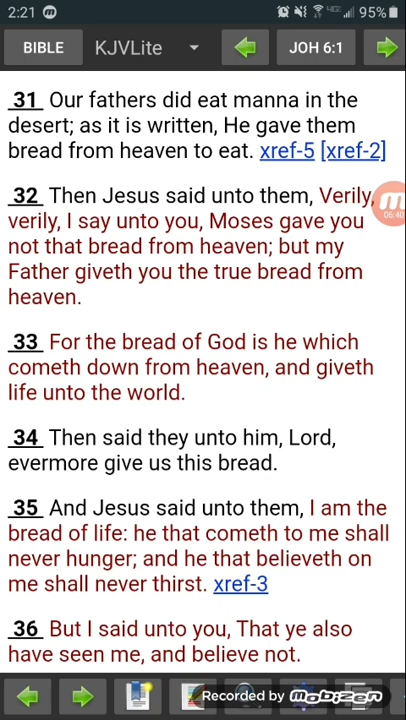 2:21 95%
BIBLE KJVLite JOH 6:1
31 Our fathers did eat manna in the
desert; as it is written, He gave them
bread from heaven to eat. xref-5 [xref-2]
32 Then Jesus said unto them, Verily,
verily, I say unto you, Moses gave you
not that bread from heaven; but my
Father giveth you the true bread from
heaven.
06:40
33 For the bread of God is he which
cometh down from heaven, and giveth
life unto the world.
34 Then said they unto him, Lord,
evermore give us this bread.
35 And Jesus said unto them, I am the
bread of life: he that cometh to me shall
never hunger; and he that believeth on
me shall never thirst. xref-3
36 But I said unto you, That ye also
have seen me, and believe not.
Recorded by mobizen